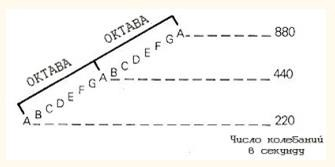 ОКТАВА
ОКТАВА
A B C D E F G A B C D E F G A
880
440
220
Число колебаний
в секунду